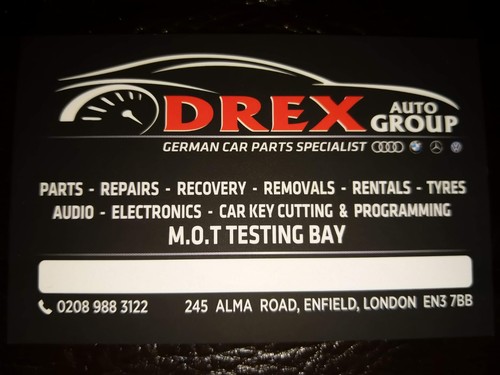 DREX AUTO GROUP
GERMAN CAR PARTS SPECIALIST
PARTS - REPAIRS - RECOVERY - REMOVALS - RENTALS - TYRES
AUDIO - ELECTRONICS - CAR KEY CUTTING & PROGRAMMING
M.O.T TESTING BAY
0208 988 3122 245 ALMA ROAD, ENFIELD, LONDON EN3 7BB